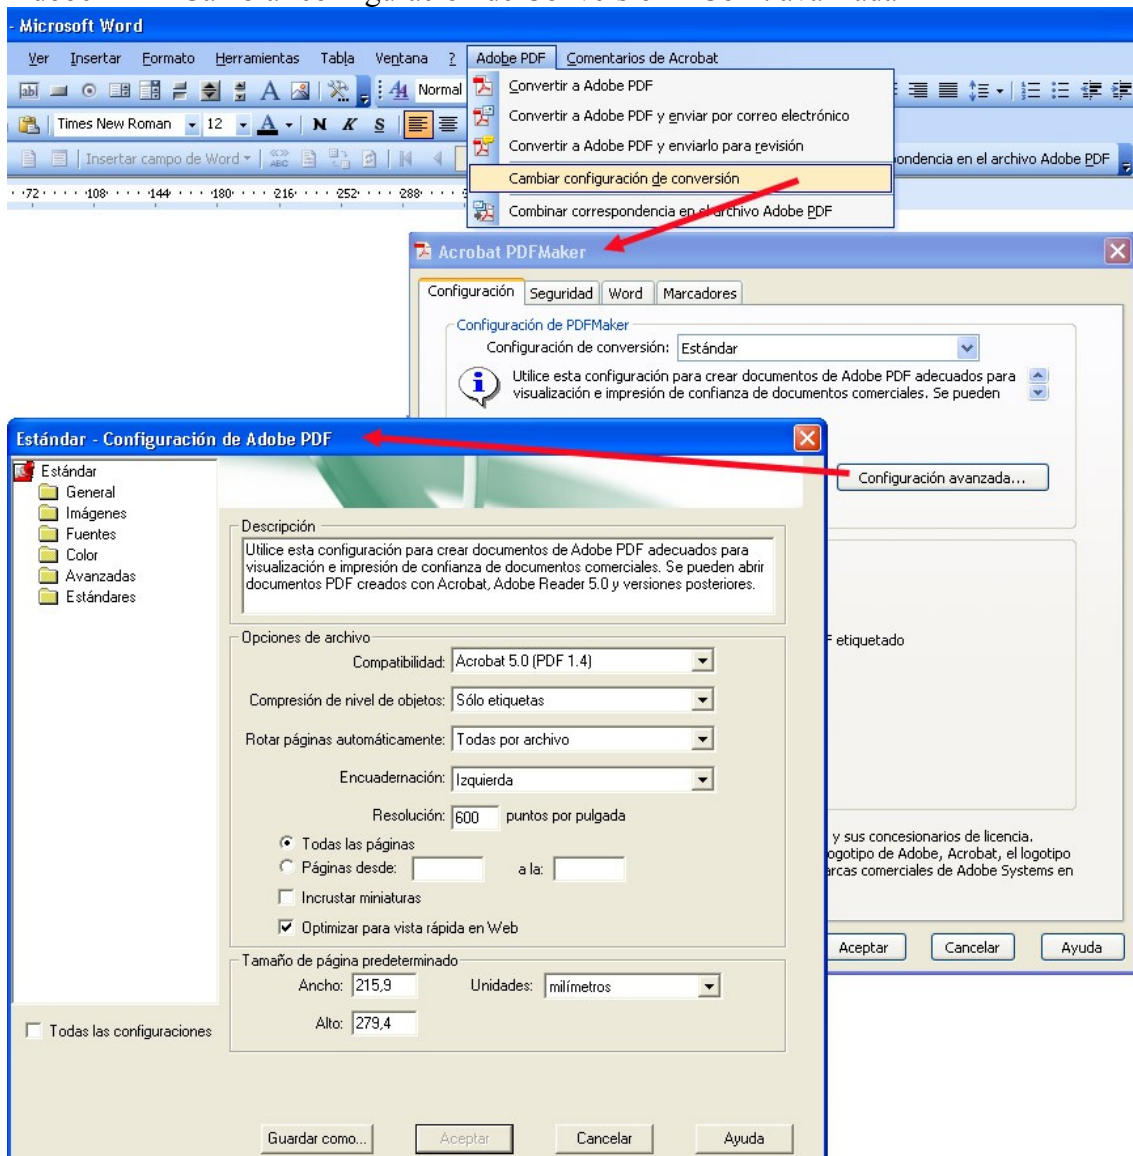 - Microsoft Word
Ver Insertar Formato Herramientas Tabla Ventana ? Adobe PDF Comentarios de Acrobat
Normal
Convertir a Adobe PDF
Times New Roman 12 N K S
Convertir a Adobe PDF y enviar por correo electrónico
Insertar campo de Word
Convertir a Adobe PDF y enviarlo para revisión
pondencia en el archivo Adobe PDF
Cambiar configuración de conversión
72 108 144 180 216 252 288
Combinar correspondencia en el archivo Adobe PDF
Acrobat PDFMaker
Configuración Seguridad Word Marcadores
Configuración de PDFMaker
Configuración de conversión: Estándar
Utilice esta configuración para crear documentos de Adobe PDF adecuados para
visualización e impresión de confianza de documentos comerciales. Se pueden
Configuración avanzada...
etiquetado
y sus concesionarios de licencia.
ogotipo de Adobe, Acrobat, el logotipo
arcas comerciales de Adobe Systems en
Aceptar Cancelar Ayuda
Estándar - Configuración de Adobe PDF
Estándar
General
Imágenes
Fuentes
Color
Avanzadas
Estándares
Todas las configuraciones
Descripción
Utilice esta configuración para crear documentos de Adobe PDF adecuados para
visualización e impresión de confianza de documentos comerciales. Se pueden abrir
documentos PDF creados con Acrobat, Adobe Reader 5.0 y versiones posteriores.
Opciones de archivo
Compatibilidad: Acrobat 5.0 (PDF 1.4)
Compresión de nivel de objetos: Sólo etiquetas
Rotar páginas automáticamente: Todas por archivo
Encuadernación: Izquierda
Resolución: 600 puntos por pulgada
Todas las páginas
Páginas desde: a la:
Incrustar miniaturas
Optimizar para vista rápida en Web
Tamaño de página predeterminado
Ancho: 215,9 Unidades: milímetros
Alto: 279,4
Guardar como... Aceptar Cancelar Ayuda